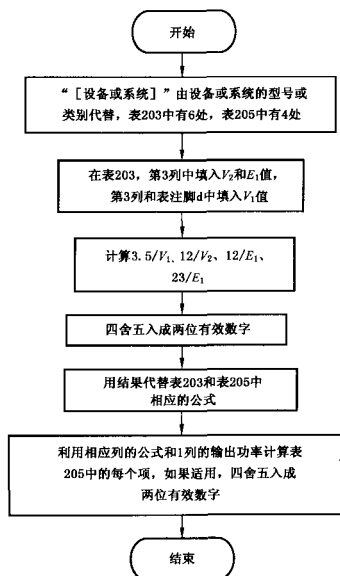 开始
“［设备或系统］”由设备或系统的型号或
类别代替，表203中有6处，表205中有4处
在表203，第3列中填入V₂和E₁值，
第3列和表注脚d中填入V₁值
计算3.5/V₁、12/V₂、12/E₁、
23/E₁
四舍五入成两位有效数字
用结果代替表203和表205中
相应的公式
利用相应列的公式和1列的输出功率计算表
205中的每个项，如果适用，四舍五入成
两位有效数字
结束